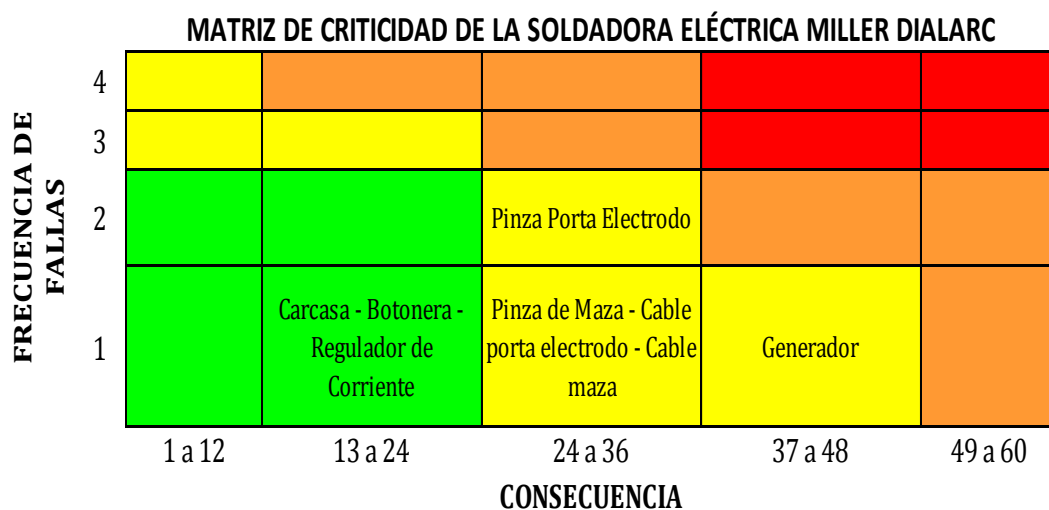 MATRIZ DE CRITICIDAD DE LA SOLDADORA ELÉCTRICA MILLER DIALARC
FRECUENCIA DE
FALLAS
4
3
2
Pinza Porta Electrodo
1
Carcasa - Botonera -
Regulador de
Corriente
Pinza de Maza - Cable
porta electrodo - Cable
maza
Generador
1 a 12
13 a 24
24 a 36
37 a 48
49 a 60
CONSECUENCIA